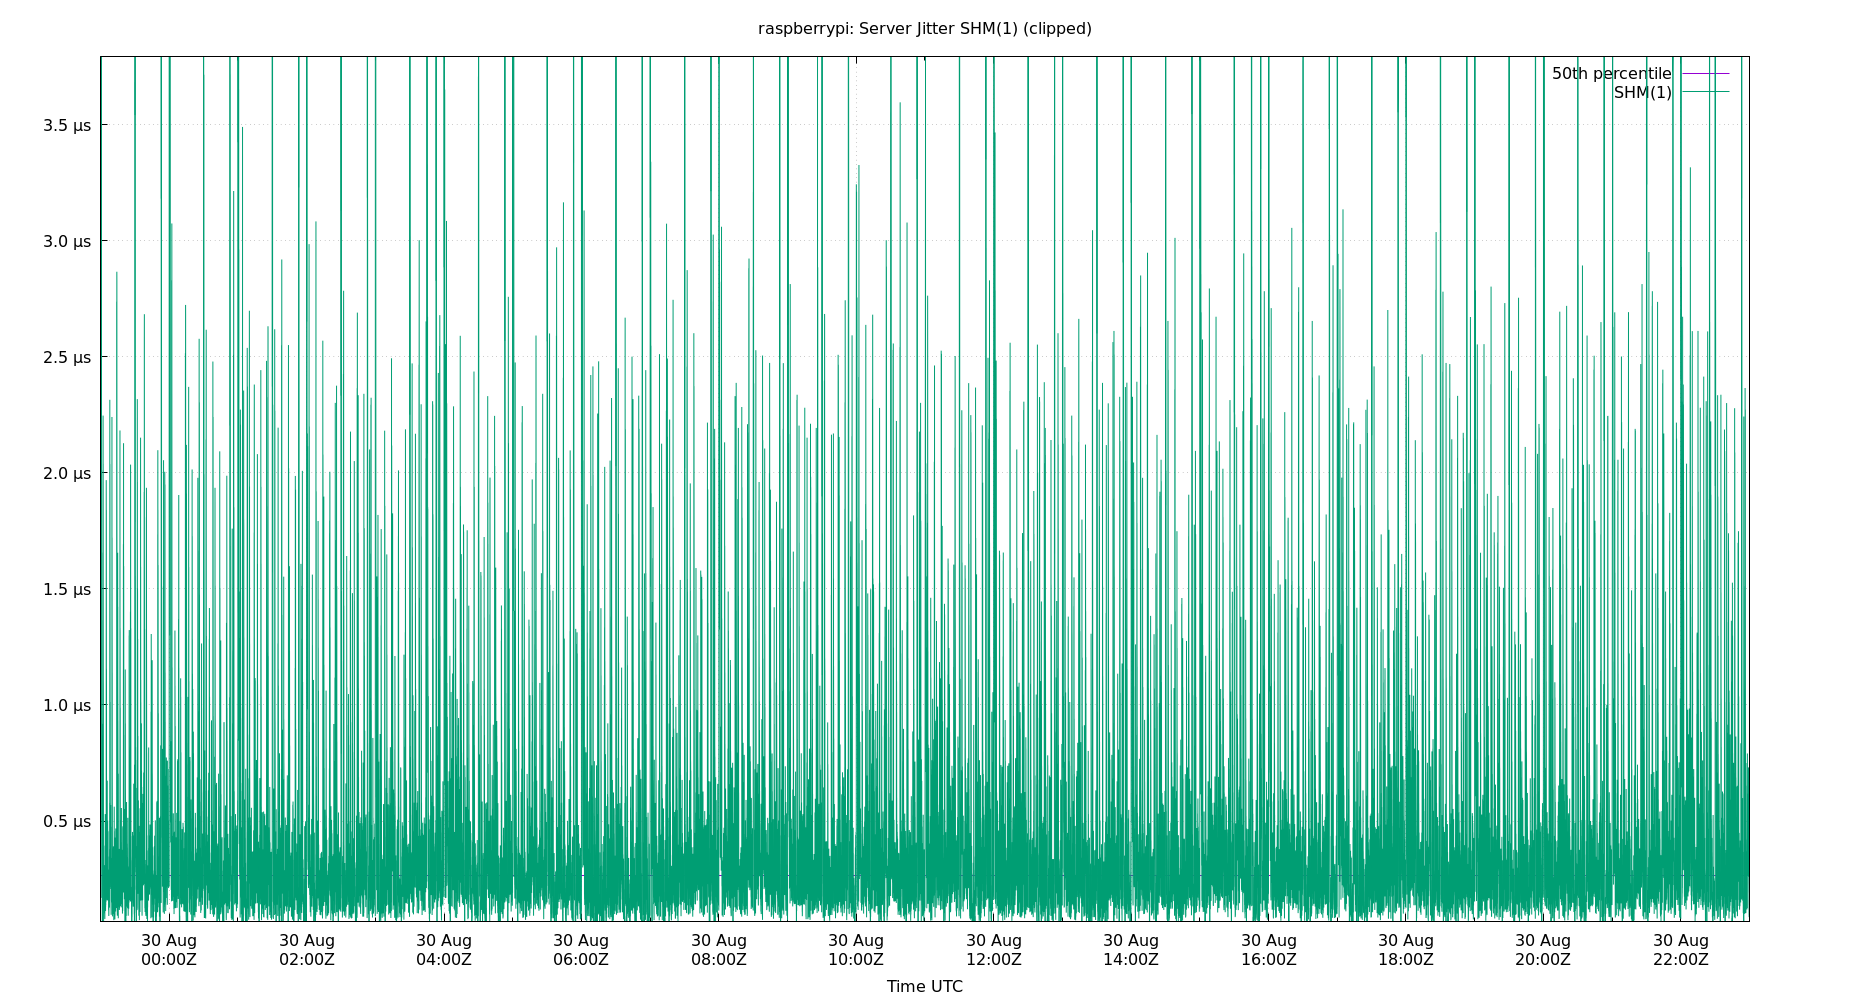 raspberrypi: Server Jitter SHM(1) (clipped)
50th percentile
SHM(1)
3.5 µs
3.0 µs
2.5 µs
2.0 µs
1.5 µs
1.0 µs
0.5 µs
30 Aug 30 Aug 30 Aug 30 Aug 30 Aug 30 Aug 30 Aug 30 Aug 30 Aug 30 Aug 30 Aug 30 Aug
00:00Z 02:00Z 04:00Z 06:00Z 08:00Z 10:00Z 12:00Z 14:00Z 16:00Z 18:00Z 20:00Z 22:00Z
Time UTC